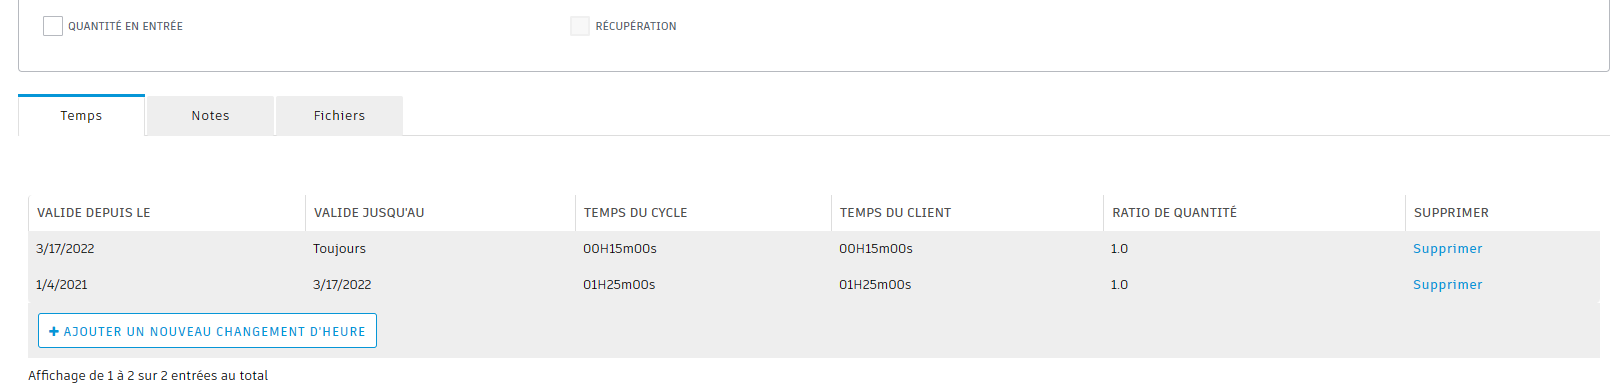 QUANTITÉ EN ENTRÉE RÉCUPÉRATION
Temps Notes Fichiers
VALIDE DEPUIS LE VALIDE JUSQU'AU TEMPS DU CYCLE TEMPS DU CLIENT RATIO DE QUANTITÉ SUPPRIMER
3/17/2022 Toujours 00H15m00s 00H15m00s 1.0 Supprimer
1/4/2021 3/17/2022 01H25m00s 01H25m00s 1.0 Supprimer
+ AJOUTER UN NOUVEAU CHANGEMENT D'HEURE
Affichage de 1 à 2 sur 2 entrées au total